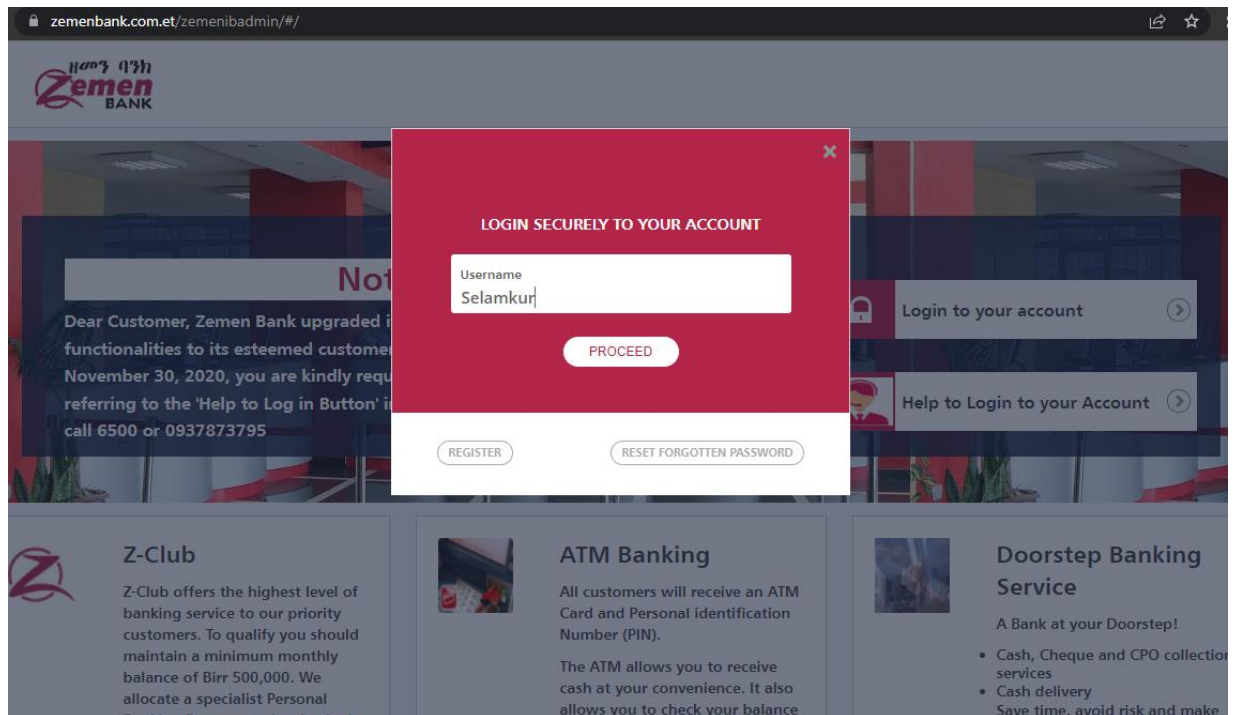 zemenbank.com.et/zemenibadmin/#/
ዘመን ባንክ
Zemen
BANK
LOGIN SECURELY TO YOUR ACCOUNT
Username
Selamkur
PROCEED
REGISTER
RESET FORGOTTEN PASSWORD
Dear Customer, Zemen Bank upgraded
functionalities to its esteemed
November 30, 2020, you are kindly
referring to the 'Help to Log in Button'
call 6500 or 0937873795
Login to your account
Help to Login to your Account
Z-Club
Z-Club offers the highest level of
banking service to our priority
customers. To qualify you should
maintain a minimum monthly
balance of Birr 500,000. We
allocate a specialist Personal
ATM Banking
All customers will receive an ATM
Card and Personal identification
Number (PIN).
The ATM allows you to receive
cash at your convenience. It also
allows you to check your balance
Doorstep Banking
Service
A Bank at your Doorstep!
• Cash, Cheque and CPO collection
services
• Cash delivery
Save time, avoid risk and make